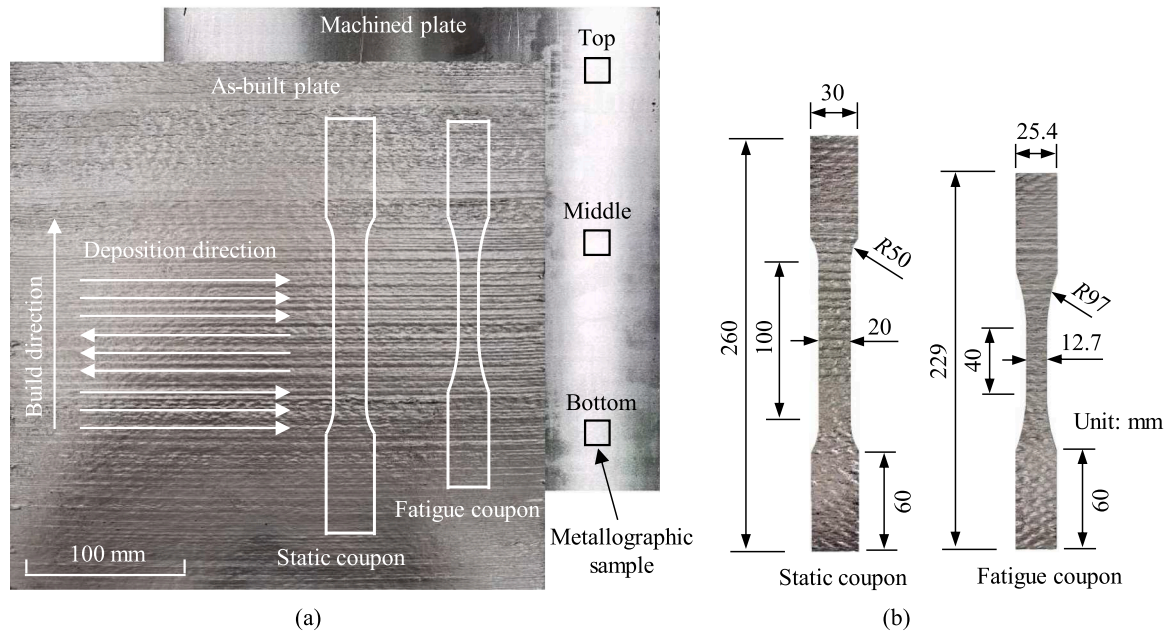 Machined plate
Top
As-built plate
Middle
Deposition direction
Build direction
Bottom
Fatigue coupon
Static coupon
100 mm
Metallographic
sample
(a)
30
25.4
R50
R97
260
100
20
229
40
12.7
Unit: mm
60
60
Static coupon
Fatigue coupon
(b)